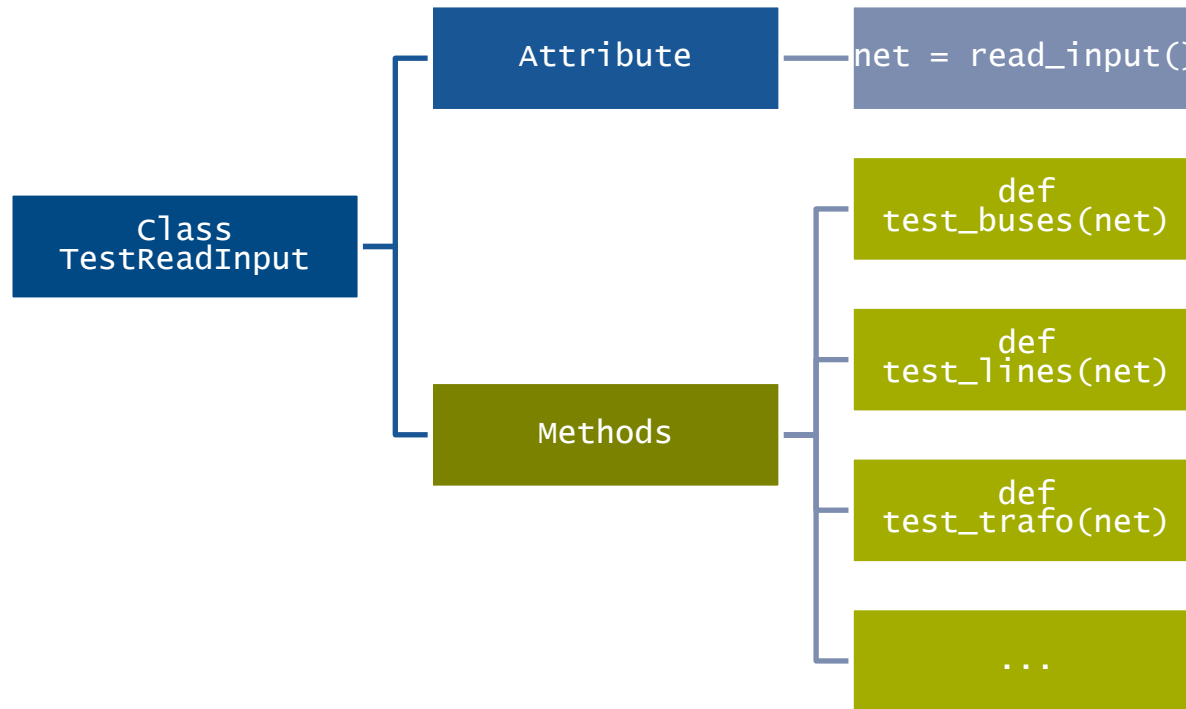 Attribute
net = read_input()
def
test_buses(net)
Class
TestReadInput
def
test_lines(net)
Methods
def
test_trafo(net)
...